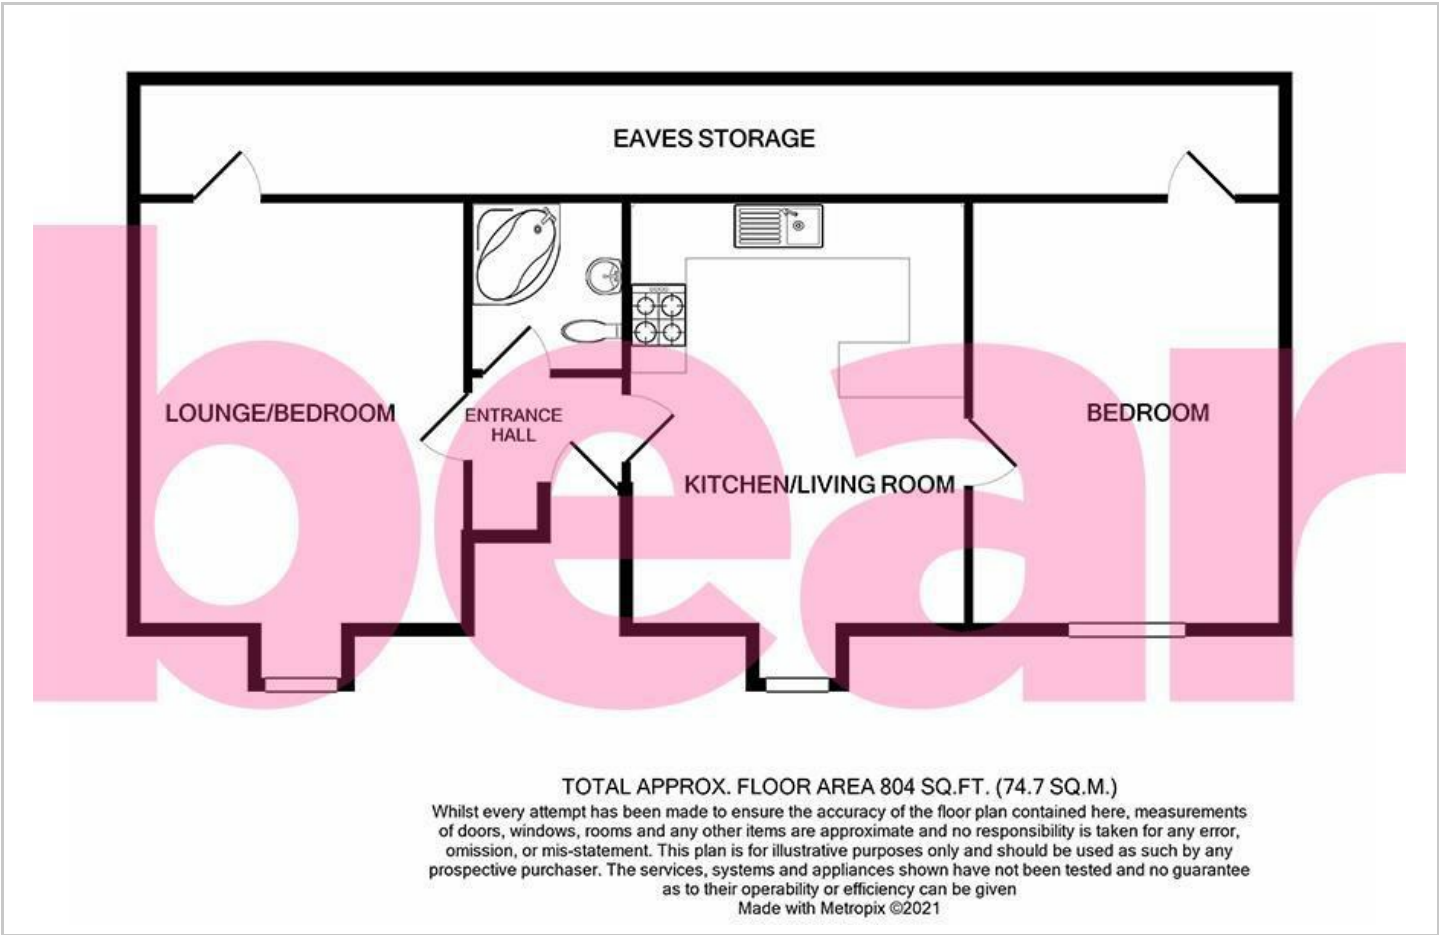 EAVES STORAGE
LOUNGE/BEDROOM
ENTRANCE
HALL
BEDROOM
KITCHEN/LIVING ROOM
bear
TOTAL APPROX. FLOOR AREA 804 SQ.FT. (74.7 SQ.M.)
Whilst every attempt has been made to ensure the accuracy of the floor plan contained here, measurements
of doors, windows, rooms and any other items are approximate and no responsibility is taken for any error,
omission, or mis-statement. This plan is for illustrative purposes only and should be used as such by any
prospective purchaser. The services, systems and appliances shown have not been tested and no guarantee
as to their operability or efficiency can be given
Made with Metropix ©2021